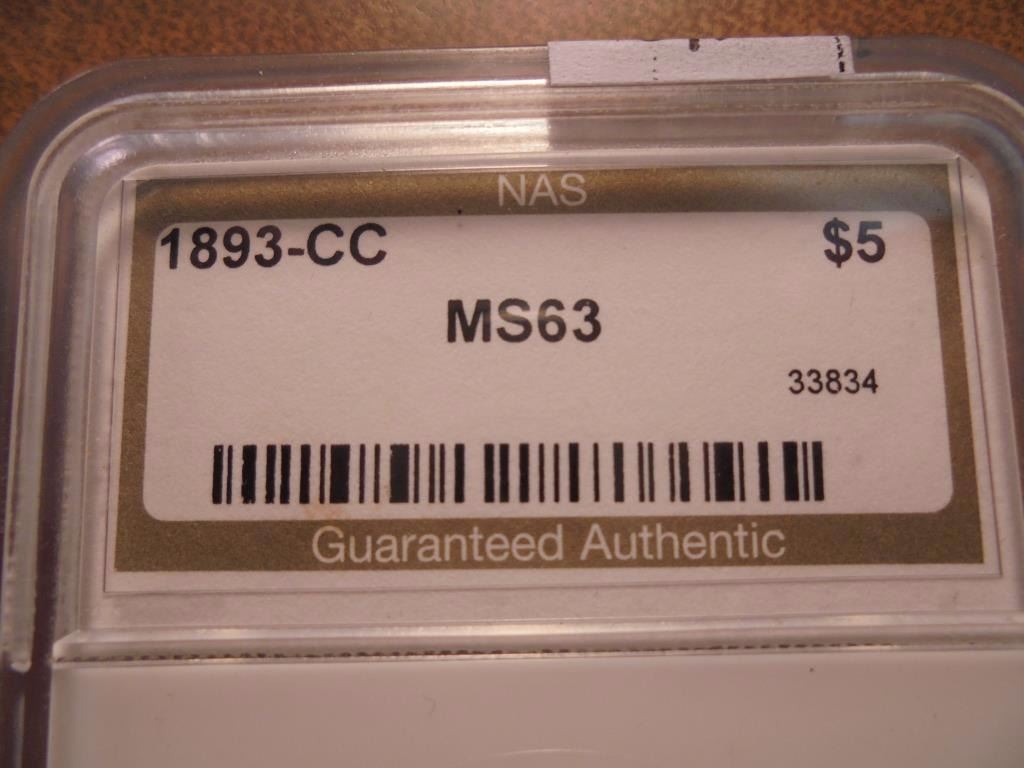 NAS
1893-CC $5
MS63
33834
Guaranteed Authentic